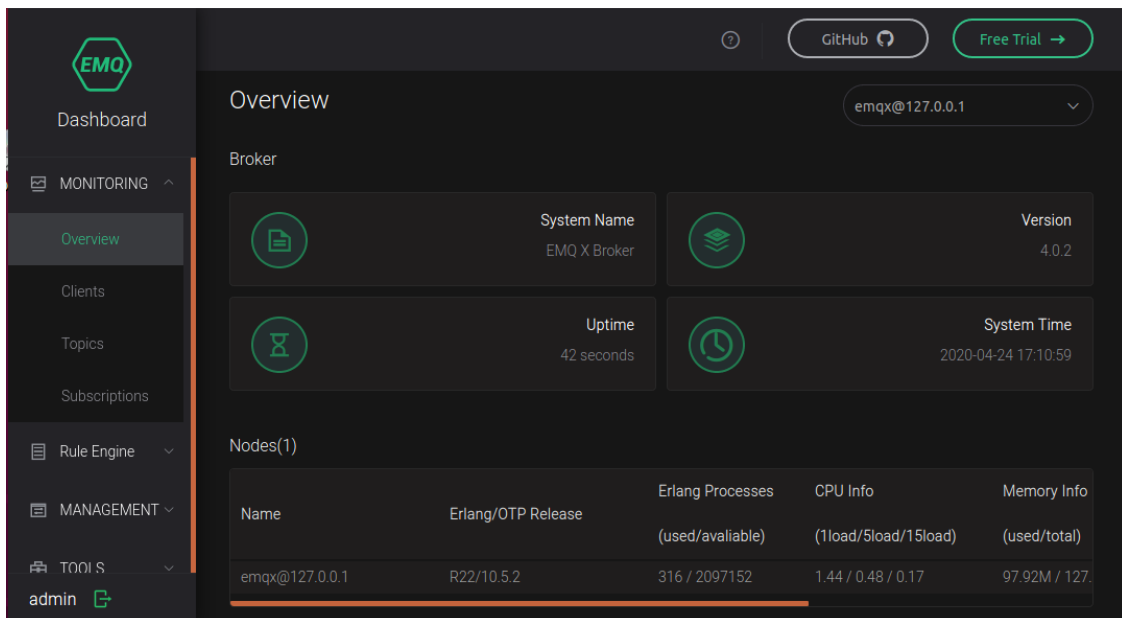 EMQ
Dashboard
MONITORING
Overview
Clients
Topics
Subscriptions
Rule Engine
MANAGEMENT
TOOLS
admin
GitHub
Free Trial →
Overview
emqx@127.0.0.1
Broker
System Name
EMQ X Broker
Version
4.0.2
Uptime
42 seconds
System Time
2020-04-24 17:10:59
Nodes(1)
Name
Erlang/OTP Release
Erlang Processes
(used/avaliable)
CPU Info
(1load/5load/15load)
Memory Info
(used/total)
emqx@127.0.0.1
R22/10.5.2
316 / 2097152
1.44 / 0.48 / 0.17
97.92M / 127.